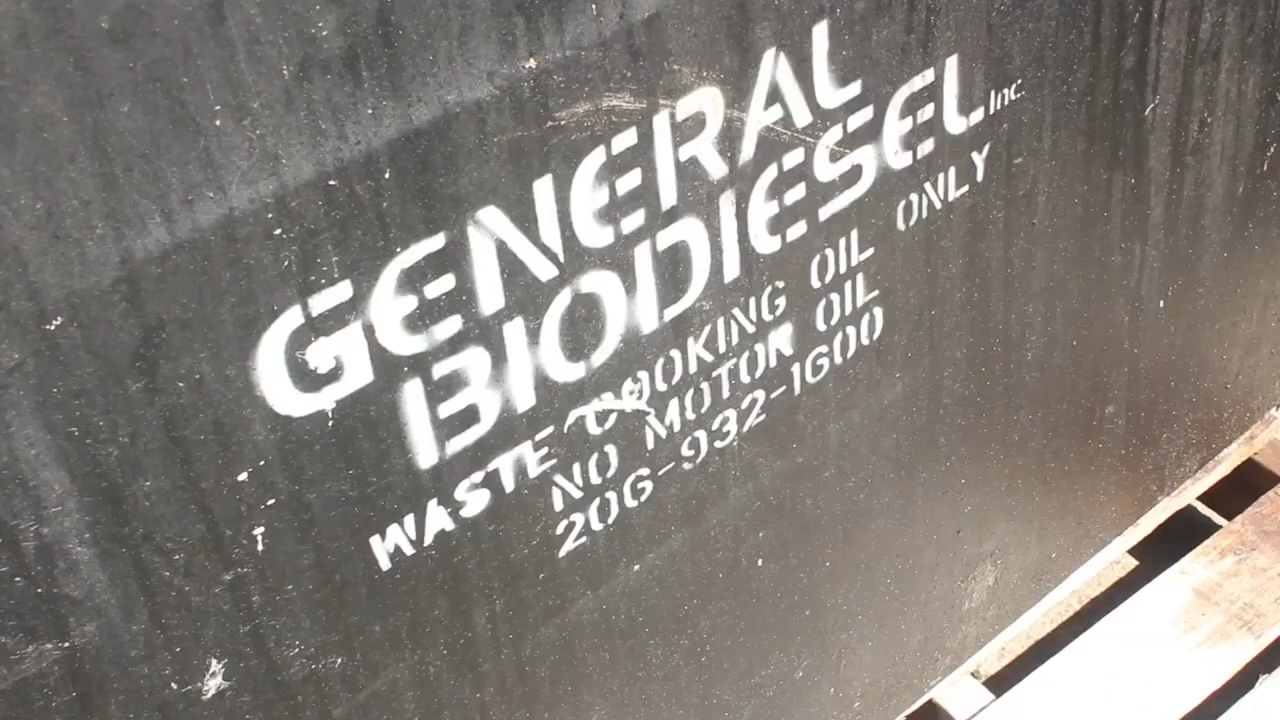 GENERAL
BIODIESEL Inc.
WASTE COOKING OIL ONLY
NO MOTOR OIL
206-932-1600